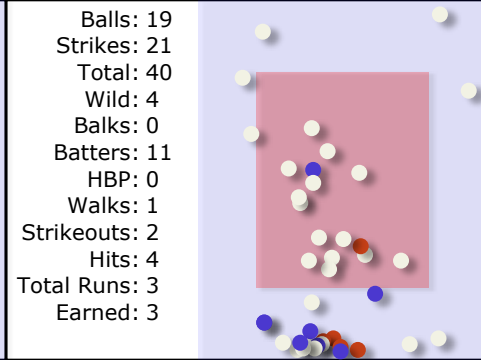 Balls: 19
Strikes: 21
Total: 40
Wild: 4
Balks: 0
Batters: 11
HBP: 0
Walks: 1
Strikeouts: 2
Hits: 4
Total Runs: 3
Earned: 3